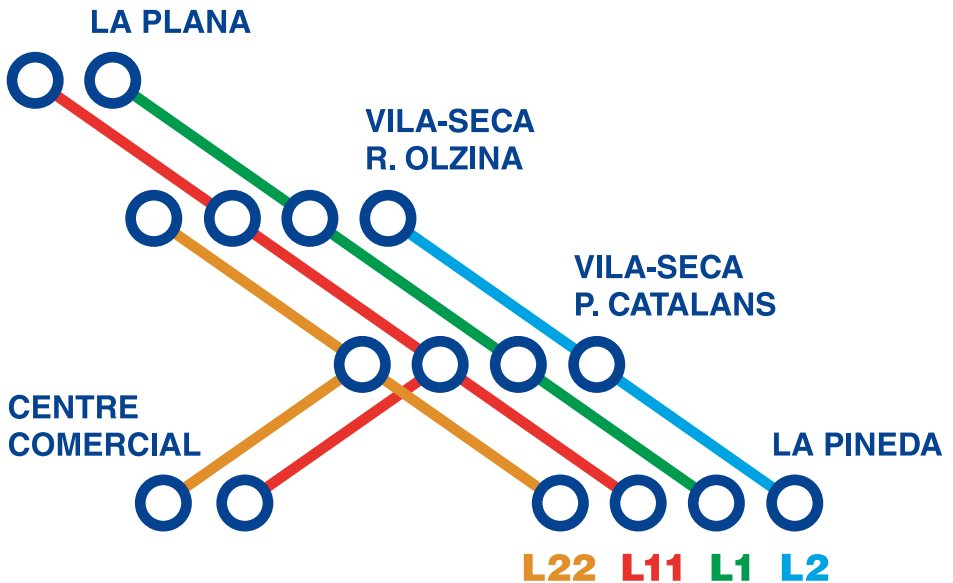 LA PLANA
VILA-SECA
R. OLZINA
VILA-SECA
P. CATALANS
CENTRE
COMERCIAL
LA PINEDA
L22 L11 L1 L2